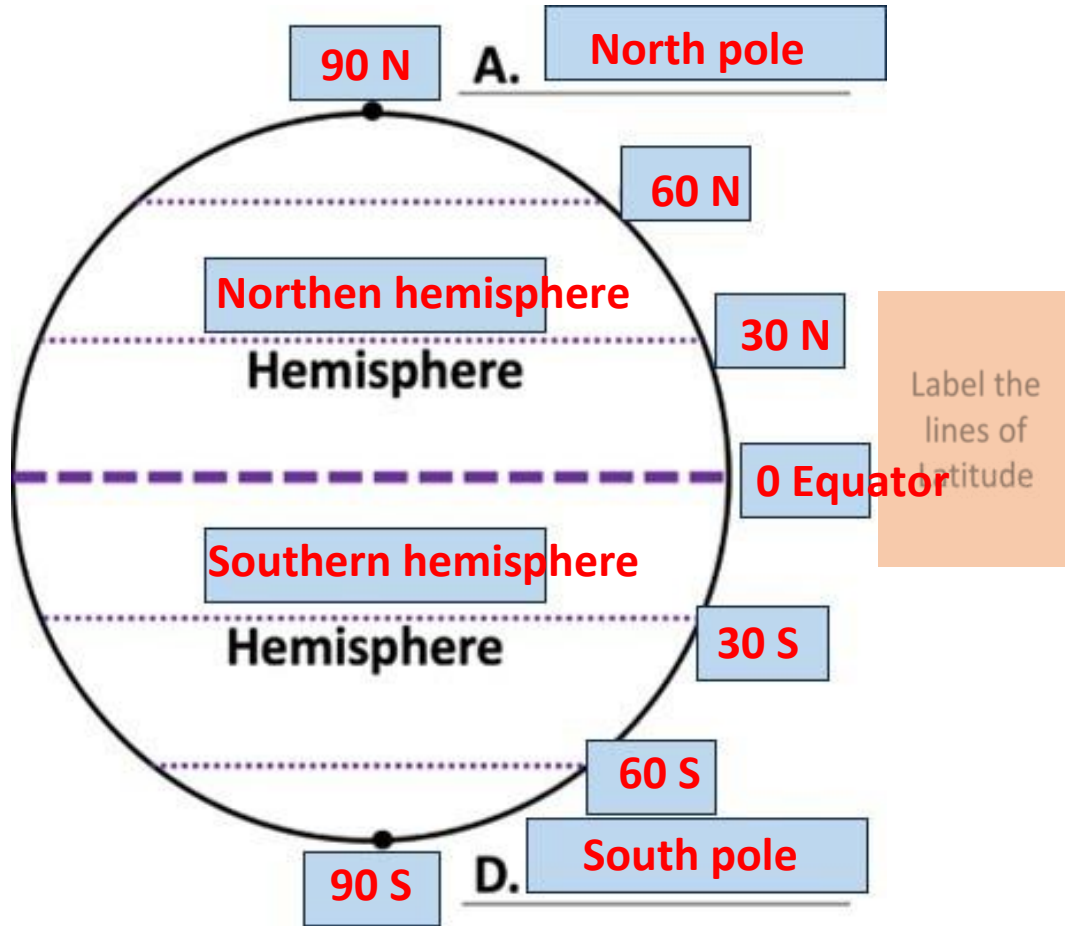 90 N
A. North pole
60 N
Northen hemisphere
30 N
Hemisphere
Label the
lines of
Latitude
0 Equator
Southern hemisphere
30 S
Hemisphere
60 S
90 S
D. South pole